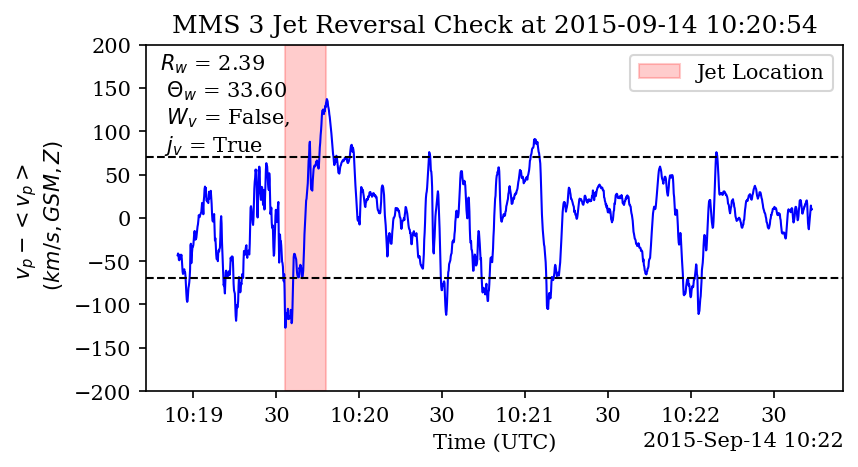 MMS 3 Jet Reversal Check at 2015-09-14 10:20:54
200
150
100
50
0
−50
−100
−150
−200
v_p − < v_p >
(km/s, GSM, Z)
R_w = 2.39
Θ_w = 33.60
W_v = False,
j_v = True
Jet Location
10:19 30 10:20 30 10:21 30 10:22 30
Time (UTC)
2015-Sep-14 10:22